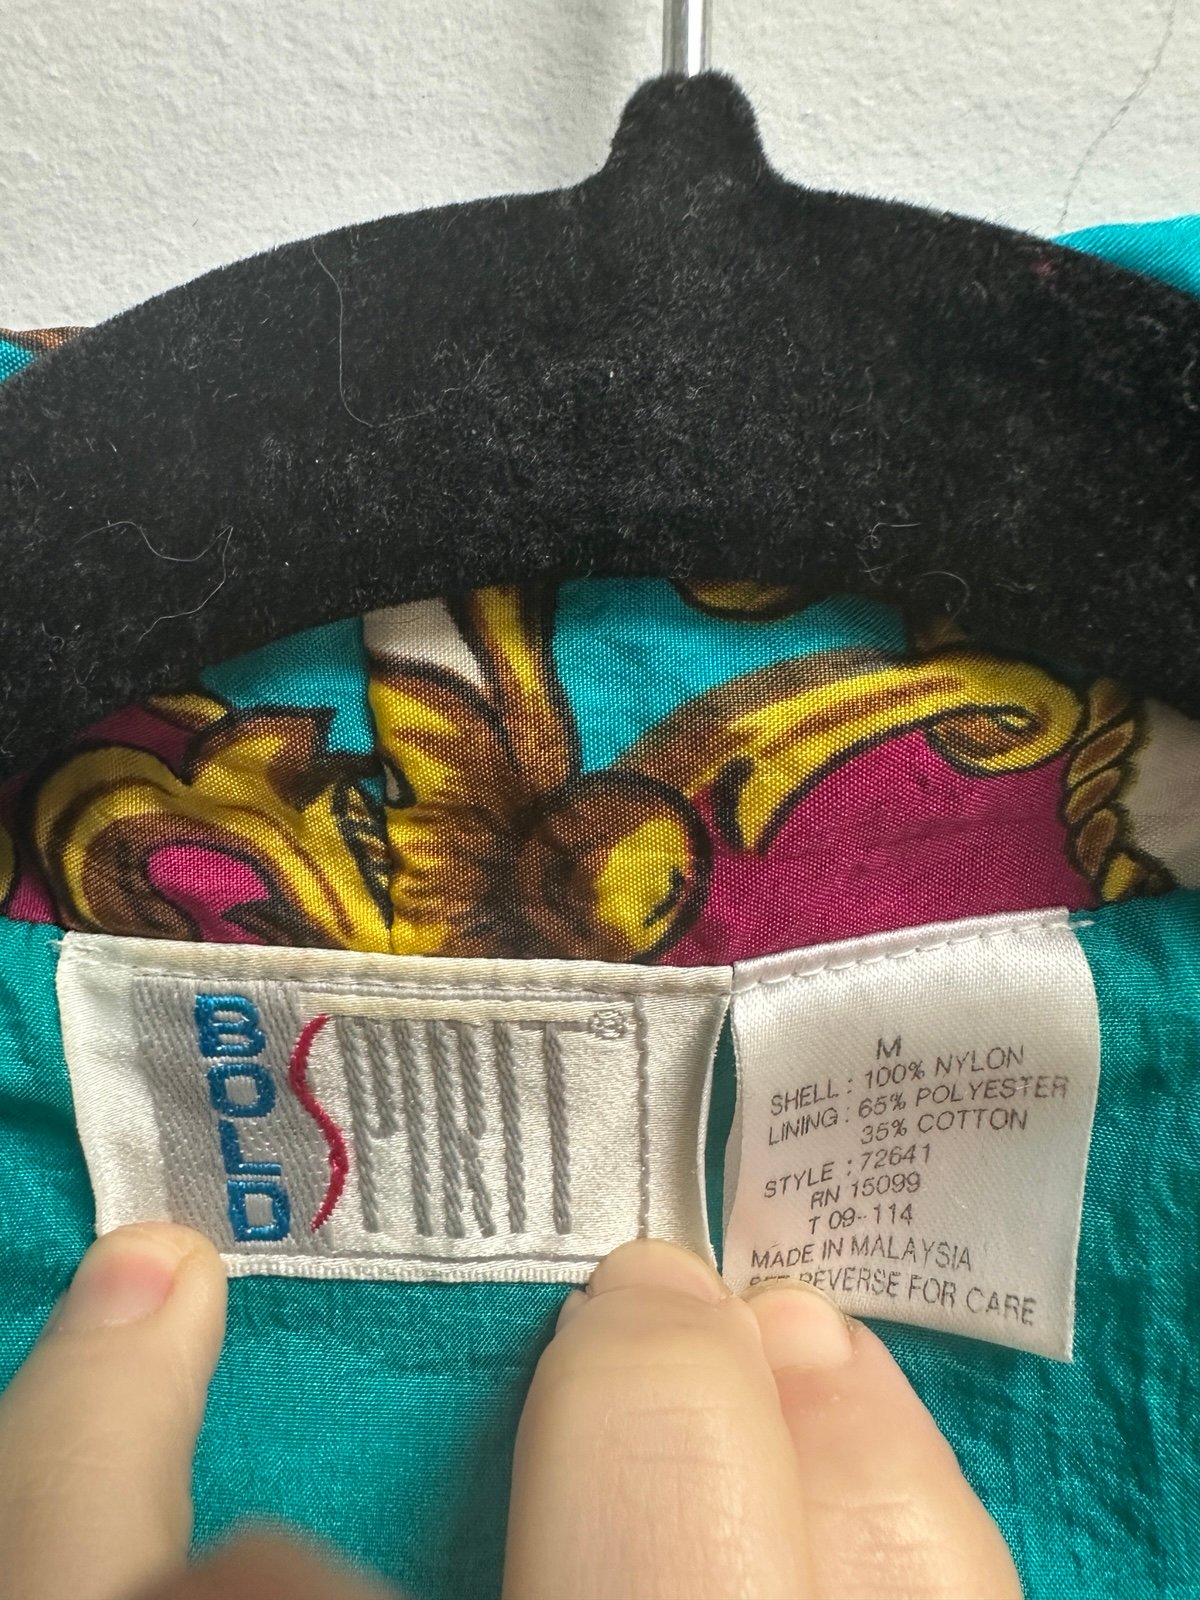 BOLD
SPIRIT®
M
SHELL : 100% NYLON
LINING : 65% POLYESTER
35% COTTON
STYLE : 72641
RN 15099
T 09-114
MADE IN MALAYSIA
SEE REVERSE FOR CARE